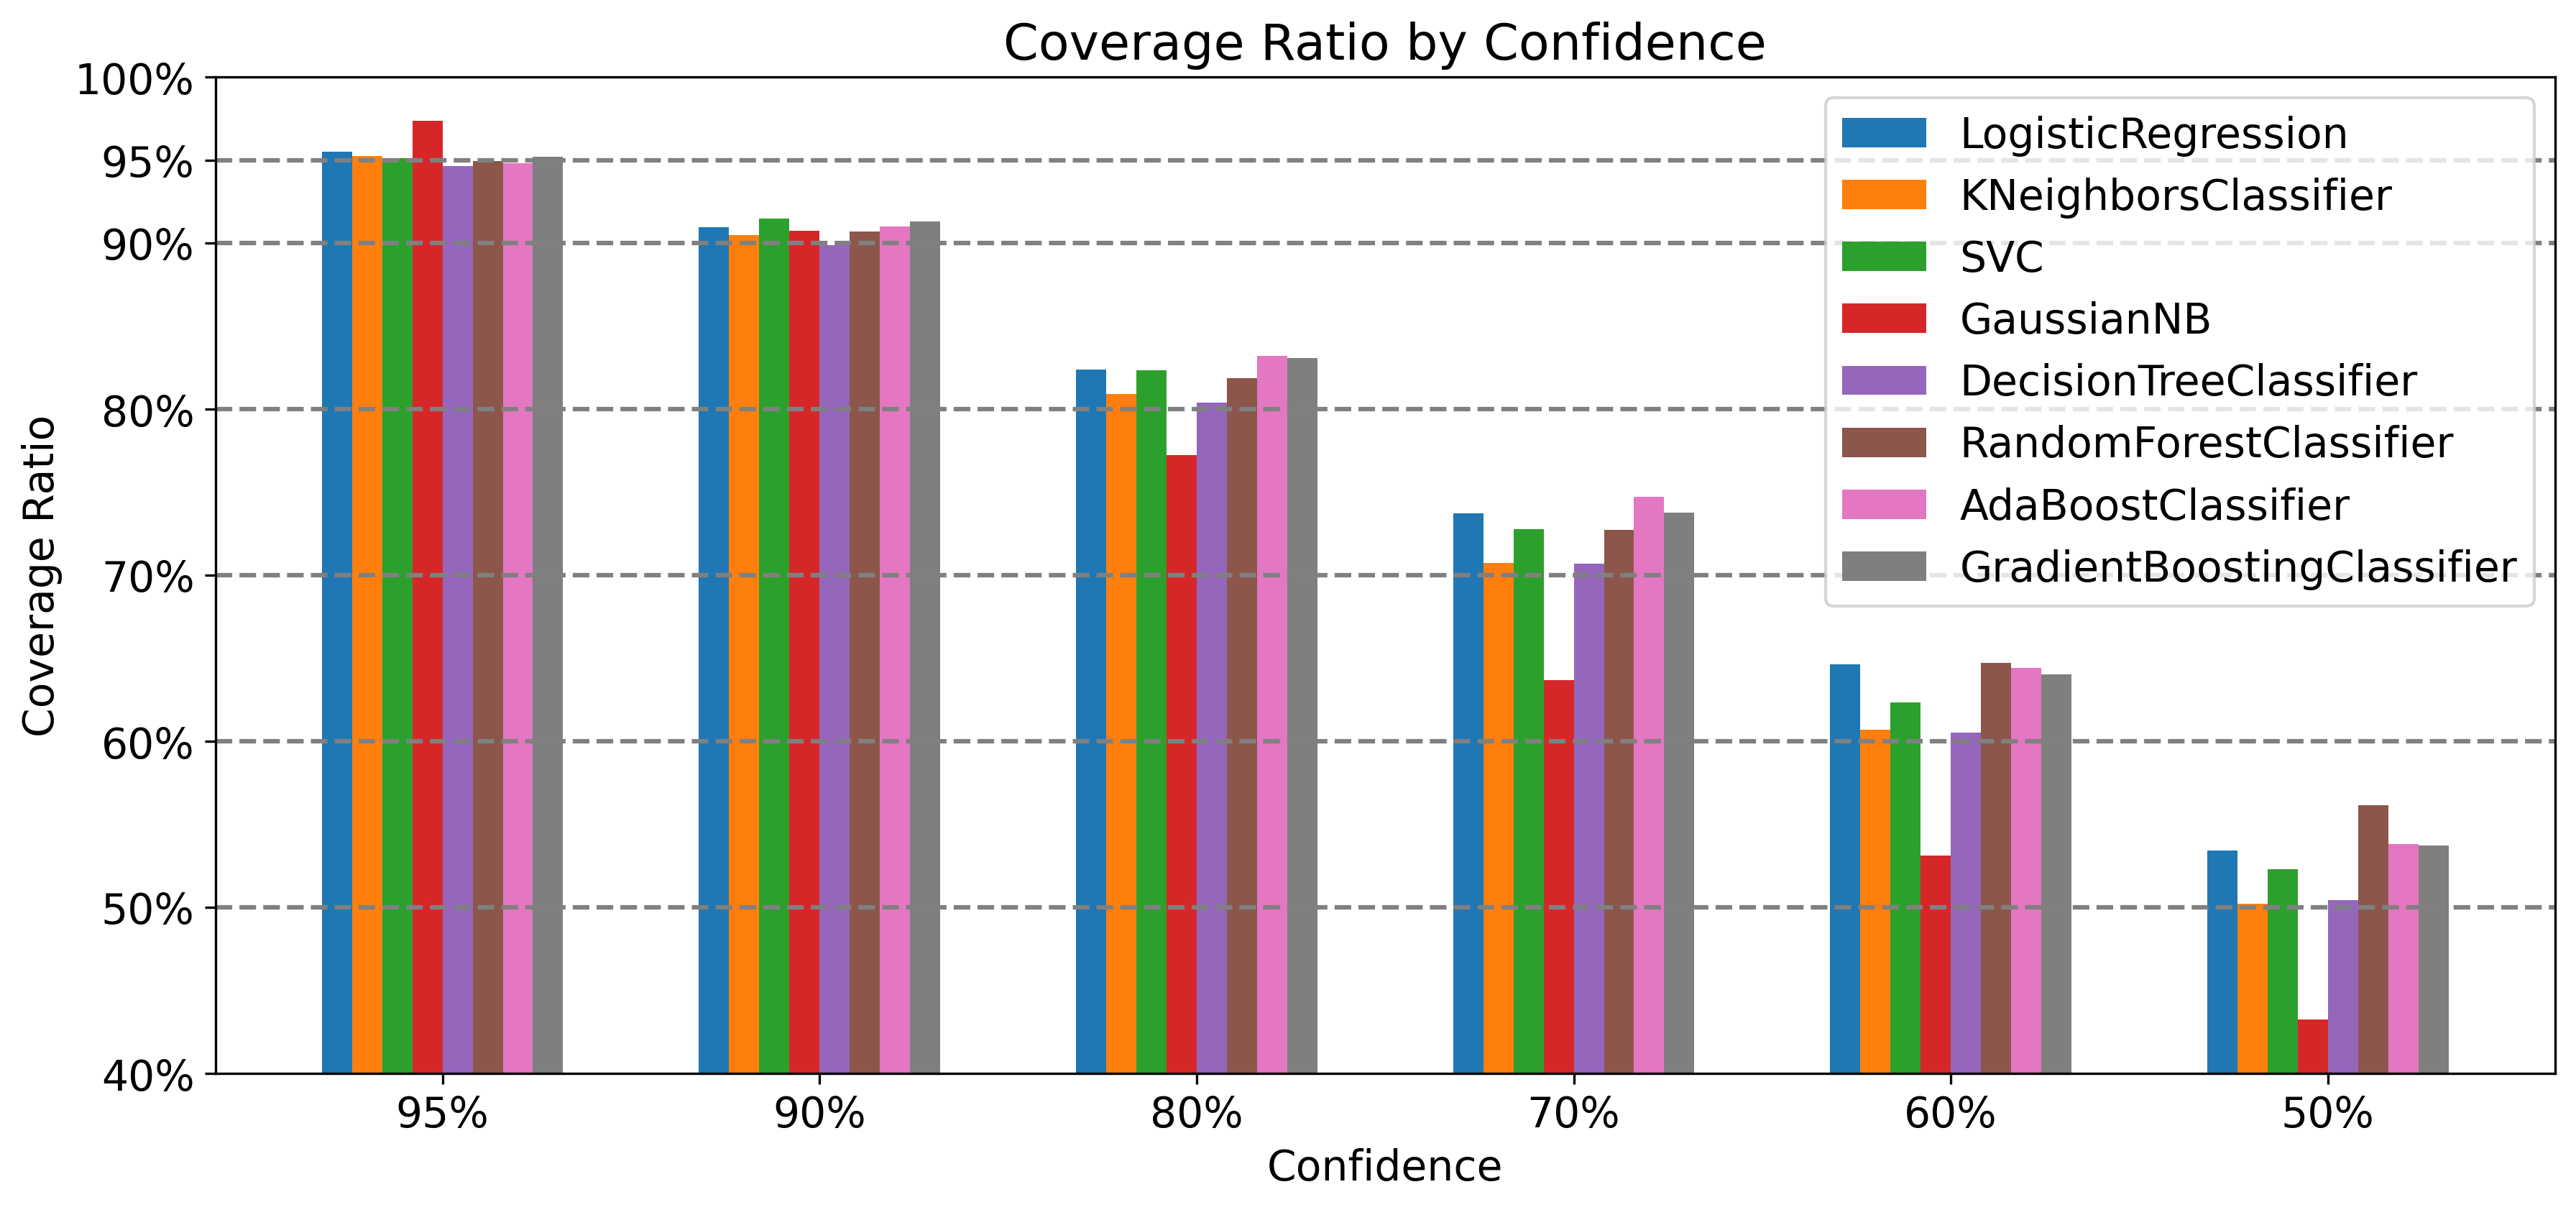 Coverage Ratio by Confidence
100%
95%
90%
80%
70%
60%
50%
40%
Coverage Ratio
LogisticRegression
KNeighborsClassifier
SVC
GaussianNB
DecisionTreeClassifier
RandomForestClassifier
AdaBoostClassifier
GradientBoostingClassifier
95% 90% 80% 70% 60% 50%
Confidence